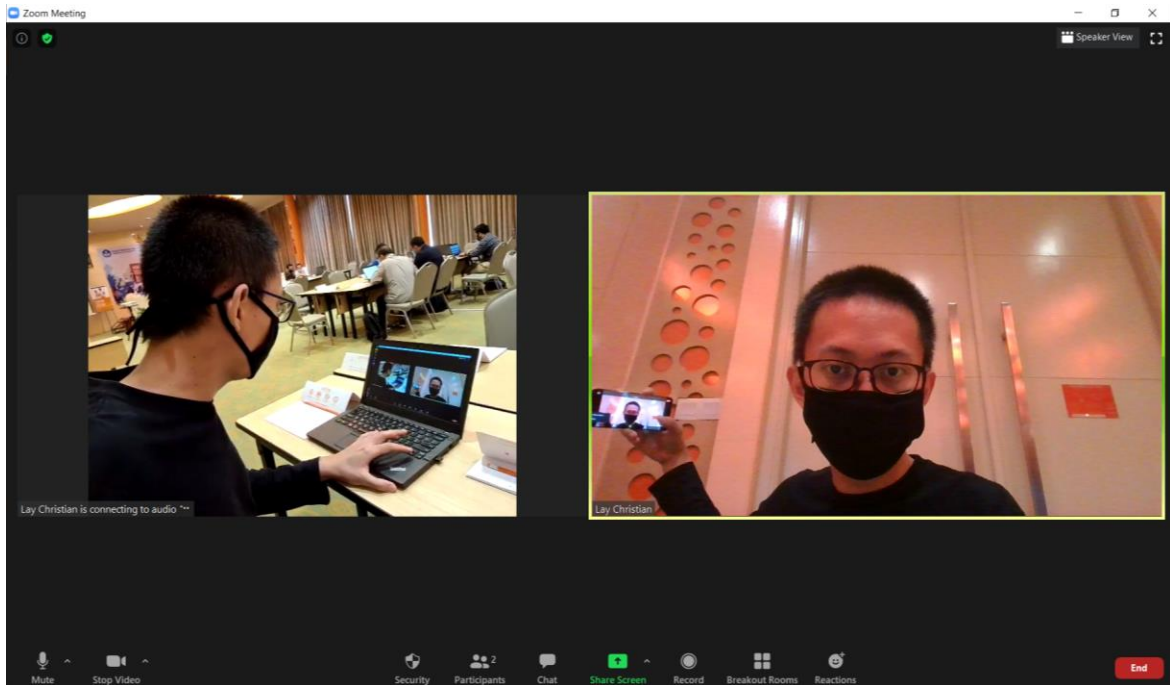 Zoom Meeting
Speaker View
Lay Christian is connecting to audio
Lay Christian
Mute
Stop Video
Security
Participants
2
Chat
Share Screen
Record
Breakout Rooms
Reactions
End